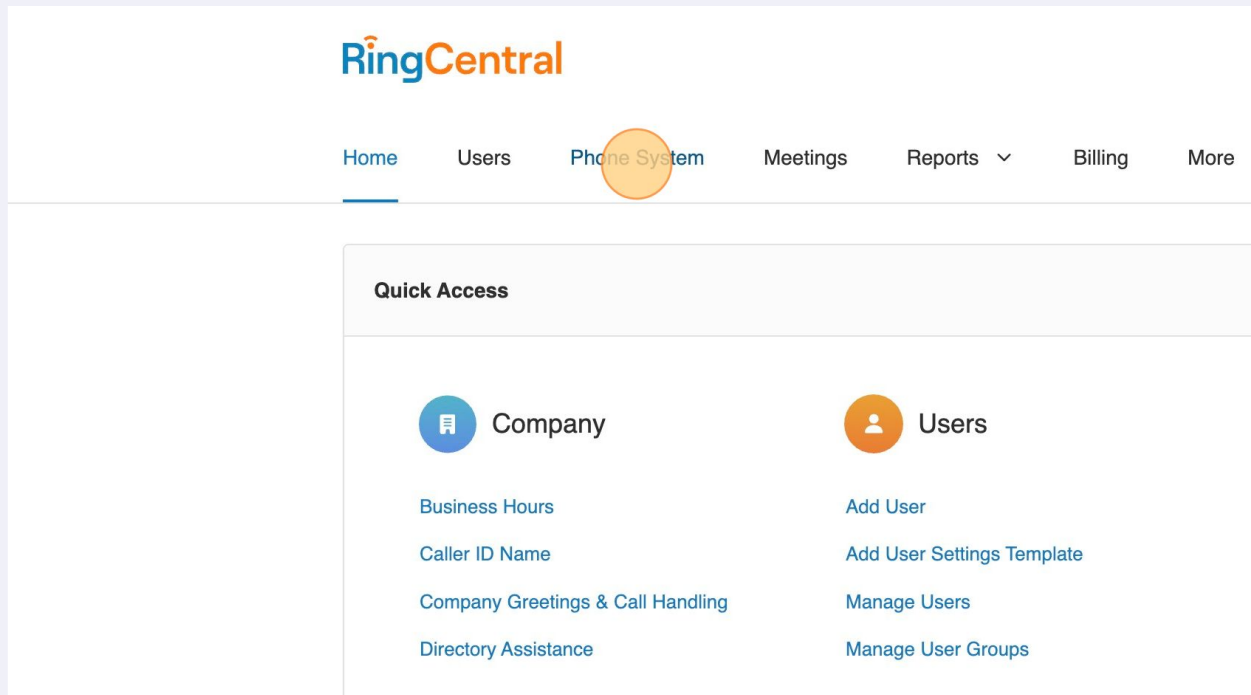 RingCentral
Home Users Phone System Meetings Reports Billing More
Quick Access
Company Users
Business Hours Add User
Caller ID Name Add User Settings Template
Company Greetings & Call Handling Manage Users
Directory Assistance Manage User Groups